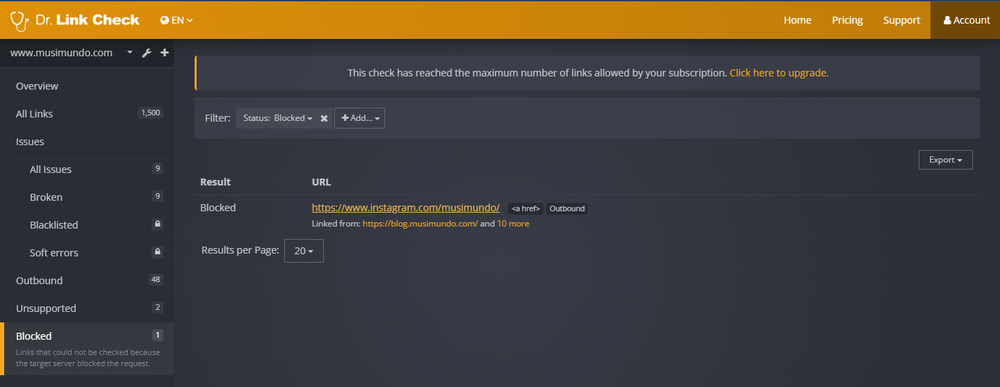 Dr. Link Check EN Home Pricing Support Account
www.musimundo.com
This check has reached the maximum number of links allowed by your subscription. Click here to upgrade.
Overview
All Links 1,500
Filter: Status: Blocked Add...
Issues
Export
All Issues 9
Result URL
Broken 9
Blocked https://www.instagram.com/musimundo/ <a href> Outbound
Blacklisted
Linked from: https://blog.musimundo.com/ and 10 more
Soft errors
Results per Page: 20
Outbound 48
Unsupported 2
Blocked 1
Links that could not be checked because
the target server blocked the request.